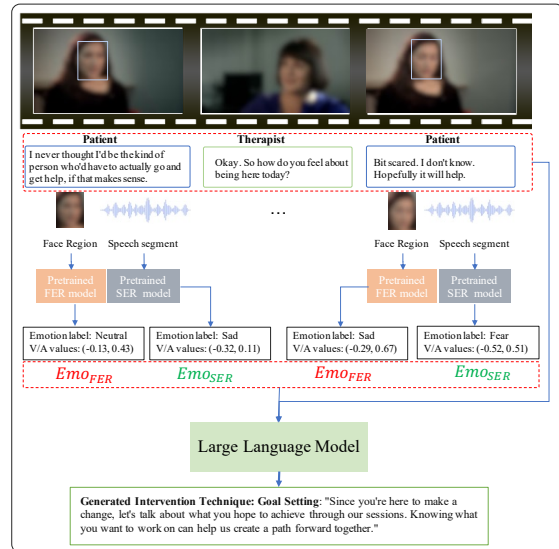 Patient
Therapist
Patient
I never thought I'd be the kind of
person who'd have to actually go and
get help, if that makes sense.
Okay. So how do you feel about
being here today?
Bit scared. I don't know.
Hopefully it will help.
...
Face Region
Speech segment
Face Region
Speech segment
Pretrained
FER model
Pretrained
SER model
Pretrained
FER model
Pretrained
SER model
Emotion label: Neutral
V/A values: (-0.13, 0.43)
Emotion label: Sad
V/A values: (-0.32, 0.11)
Emotion label: Sad
V/A values: (-0.29, 0.67)
Emotion label: Fear
V/A values: (-0.52, 0.51)
Emo_FER
Emo_SER
Emo_FER
Emo_SER
Large Language Model
Generated Intervention Technique: Goal Setting: "Since you're here to make a
change, let's talk about what you hope to achieve through our sessions. Knowing what
you want to work on can help us create a path forward together."